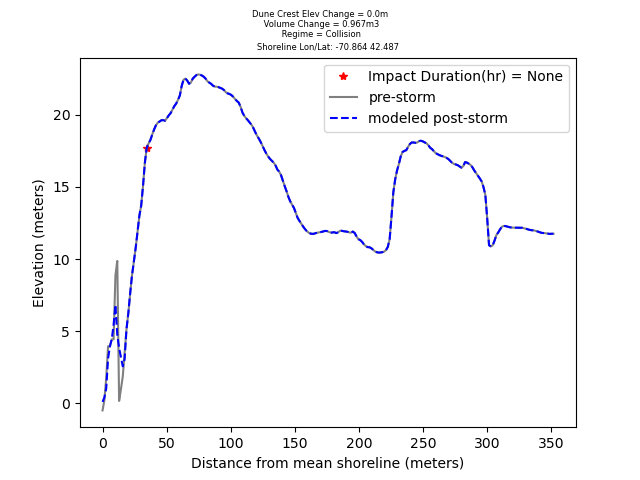 Dune Crest Elev Change = 0.0m
Volume Change = 0.967m3
Regime = Collision
Shoreline Lon/Lat: -70.864 42.487
Impact Duration(hr) = None
pre-storm
modeled post-storm
Elevation (meters)
20
15
10
5
0
0 50 100 150 200 250 300 350
Distance from mean shoreline (meters)